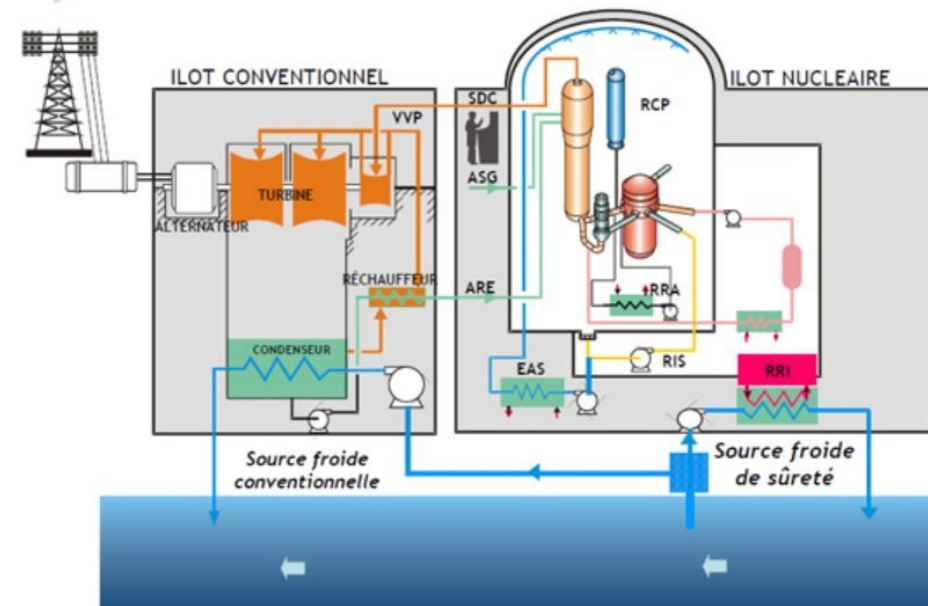 ILOT CONVENTIONNEL
ILOT NUCLEAIRE
SDC
RCP
VVP
ASG
TURBINE
ALTERNATEUR
RÉCHAUFFEUR
ARE
RRA
CONDENSEUR
EAS
RIS
RRI
Source froide
conventionnelle
Source froide
de sûreté